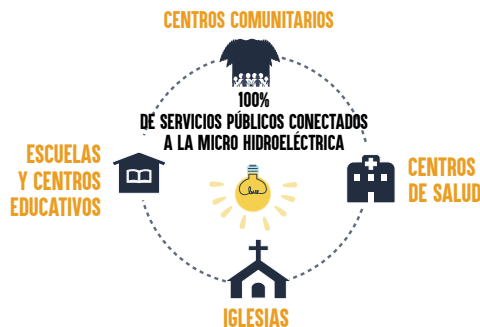 CENTROS COMUNITARIOS
100%
DE SERVICIOS PÚBLICOS CONECTADOS
A LA MICRO HIDROELÉCTRICA
ESCUELAS
Y CENTROS
EDUCATIVOS
CENTROS
DE SALUD
IGLESIAS